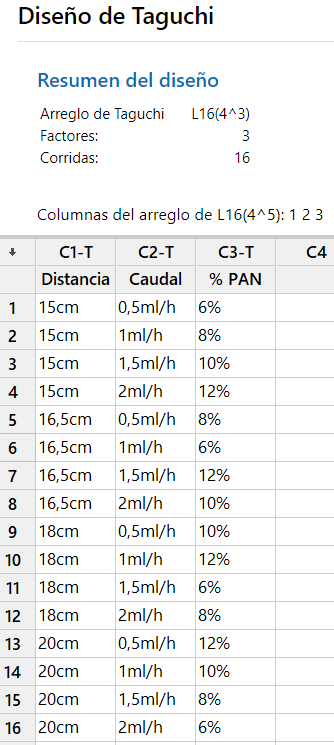 Diseño de Taguchi
Resumen del diseño
Arreglo de Taguchi L16(4^3)
Factores: 3
Corridas: 16
Columnas del arreglo de L16(4^5): 1 2 3
C1-T C2-T C3-T C4
Distancia Caudal % PAN
1 15cm 0,5ml/h 6%
2 15cm 1ml/h 8%
3 15cm 1,5ml/h 10%
4 15cm 2ml/h 12%
5 16,5cm 0,5ml/h 8%
6 16,5cm 1ml/h 6%
7 16,5cm 1,5ml/h 12%
8 16,5cm 2ml/h 10%
9 18cm 0,5ml/h 10%
10 18cm 1ml/h 12%
11 18cm 1,5ml/h 6%
12 18cm 2ml/h 8%
13 20cm 0,5ml/h 12%
14 20cm 1ml/h 10%
15 20cm 1,5ml/h 8%
16 20cm 2ml/h 6%